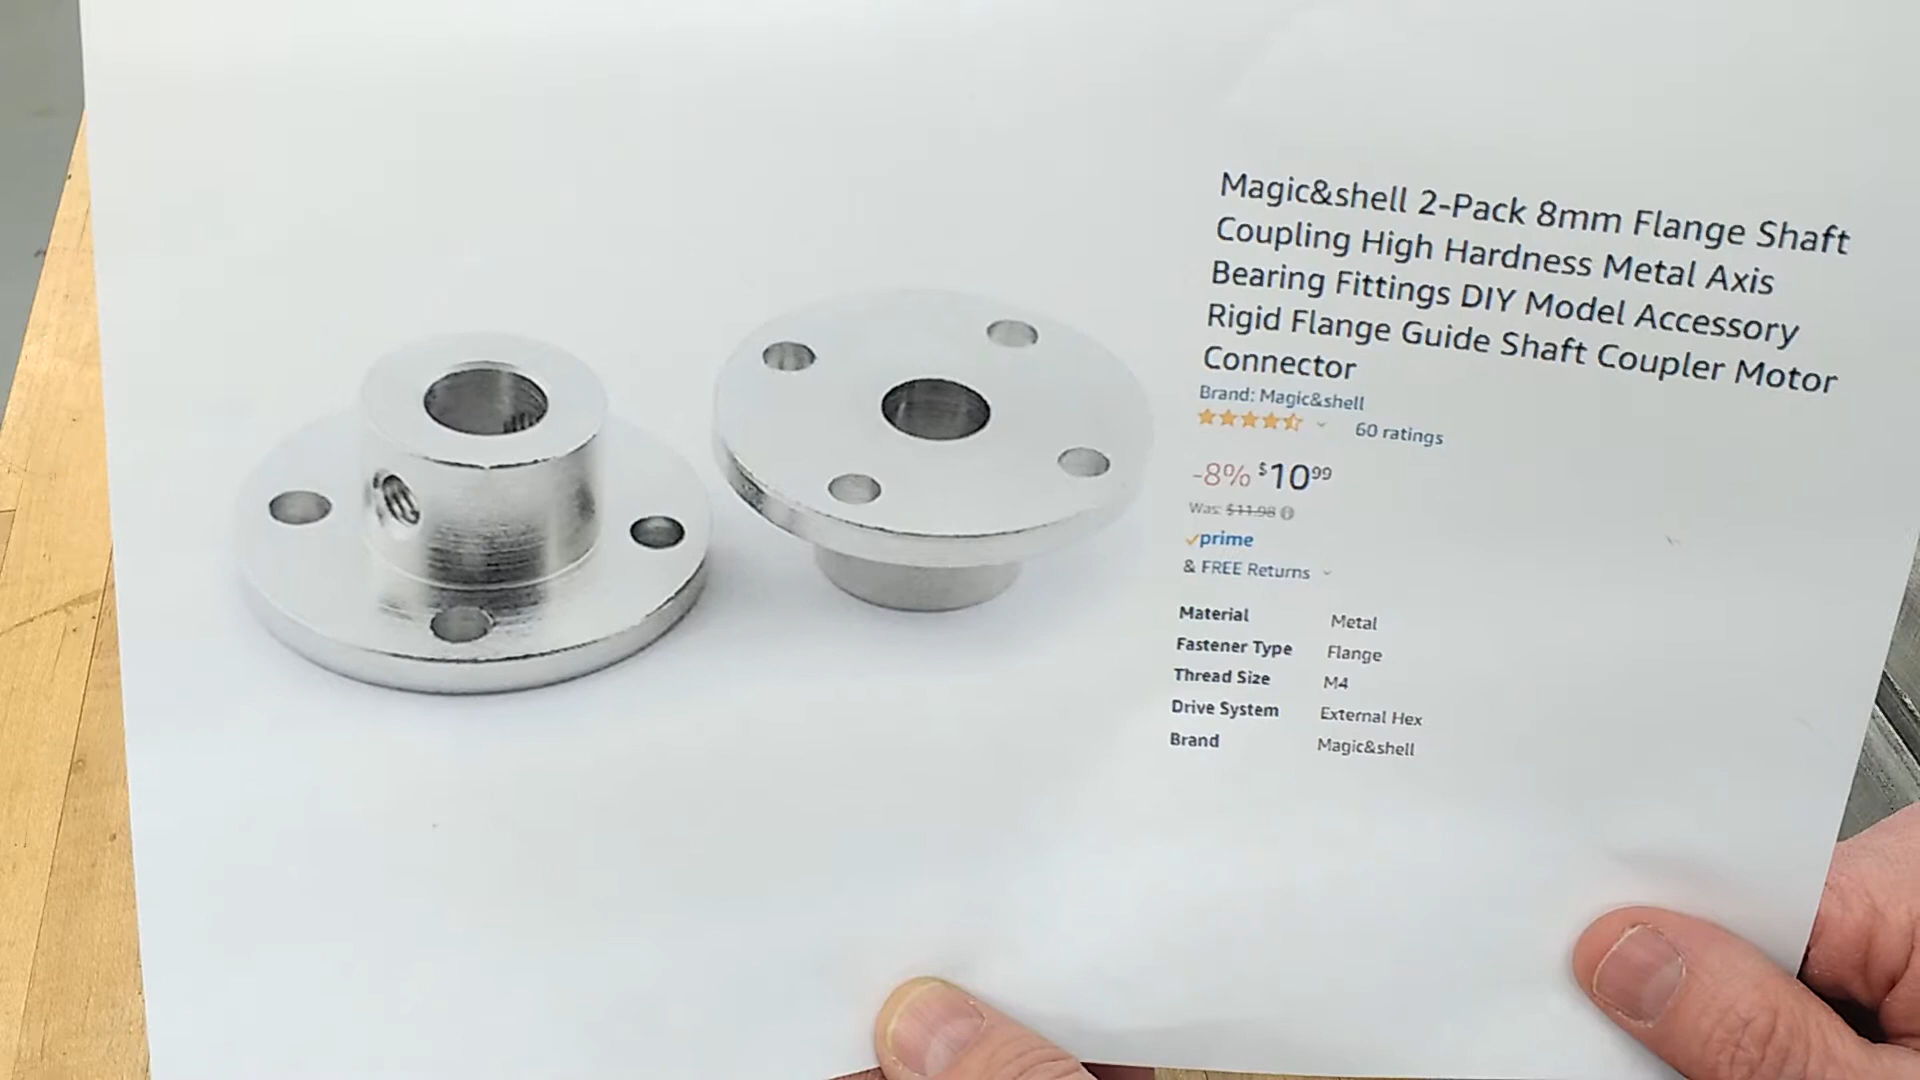 Magic&shell 2-Pack 8mm Flange Shaft
Coupling High Hardness Metal Axis
Bearing Fittings DIY Model Accessory
Rigid Flange Guide Shaft Coupler Motor
Connector
Brand: Magic&shell
60 ratings
-8% $10⁹⁹
Was: $11.98
prime
& FREE Returns
Material Metal
Fastener Type Flange
Thread Size M4
Drive System External Hex
Brand Magic&shell